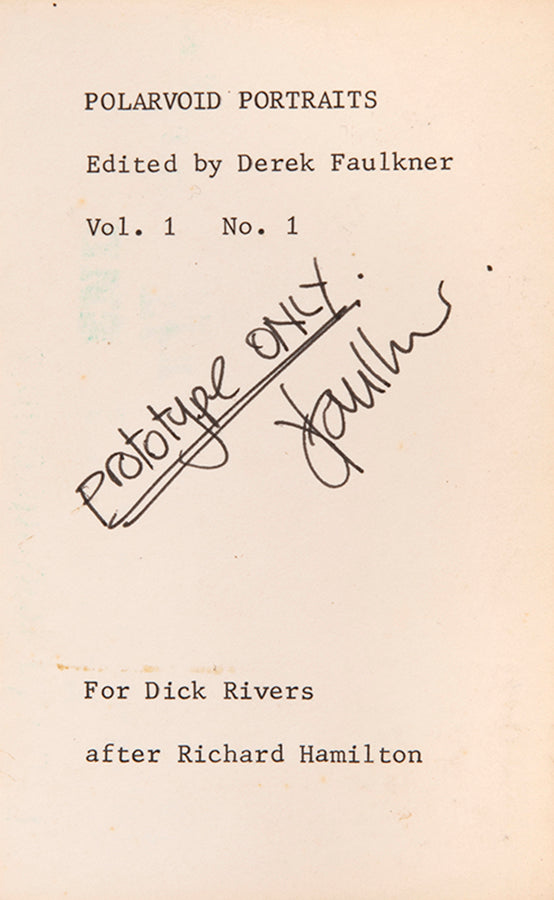 POLARVOID PORTRAITS
Edited by Derek Faulkner
Vol. 1 No. 1
prototype ONLY.
Faulkner
For Dick Rivers
after Richard Hamilton